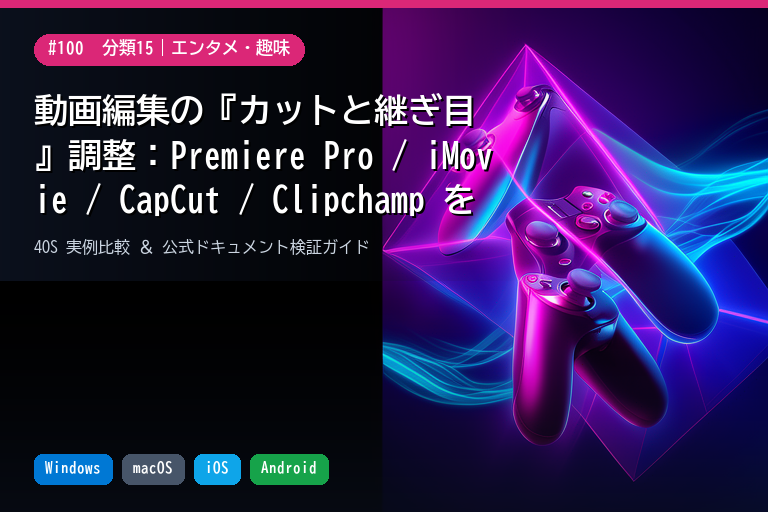 #100 分類15｜エンタメ・趣味
動画編集の『カットと継ぎ目
』調整：Premiere Pro / iMov
ie / CapCut / Clipchamp を
4OS 実例比較 ＆ 公式ドキュメント検証ガイド
Windows macOS iOS Android